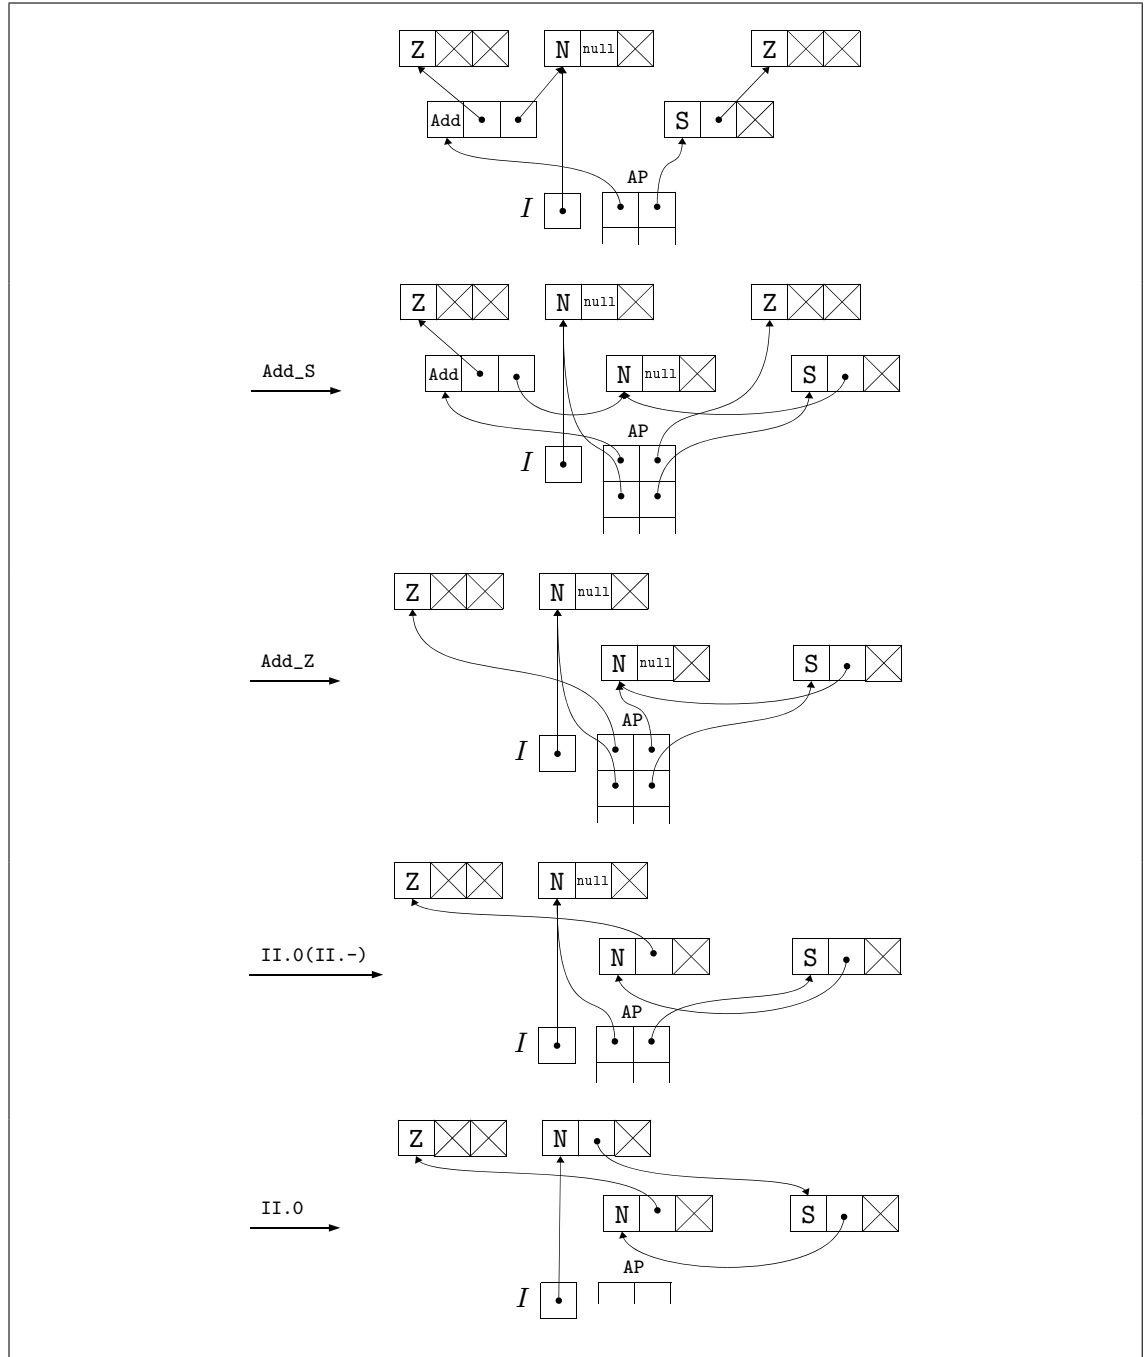 Z N null Z
Add S
AP
I
Z N null Z
Add_S Add N null S
AP
I
Z N null
Add_Z N null S
AP
I
Z N null
II.0(II.-) N S
AP
I
Z N
II.0 N S
AP
I